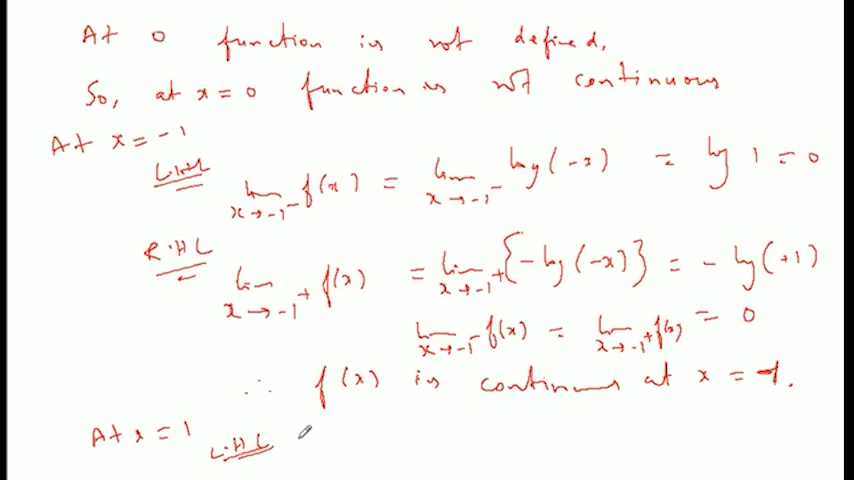 At 0 function is not defined.
So, at x = 0 function is not continuous
At x = -1
L.H.L
lim x→-1- f(x) = lim x→-1- log(-x) = log 1 = 0
R.H.L
lim x→-1+ f(x) = lim x→-1+ {-log(-x)} = -log(+1)
lim x→-1- f(x) = lim x→-1+ f(x) = 0
∴ f(x) is continuous at x = -1.
At x = 1
L.H.L